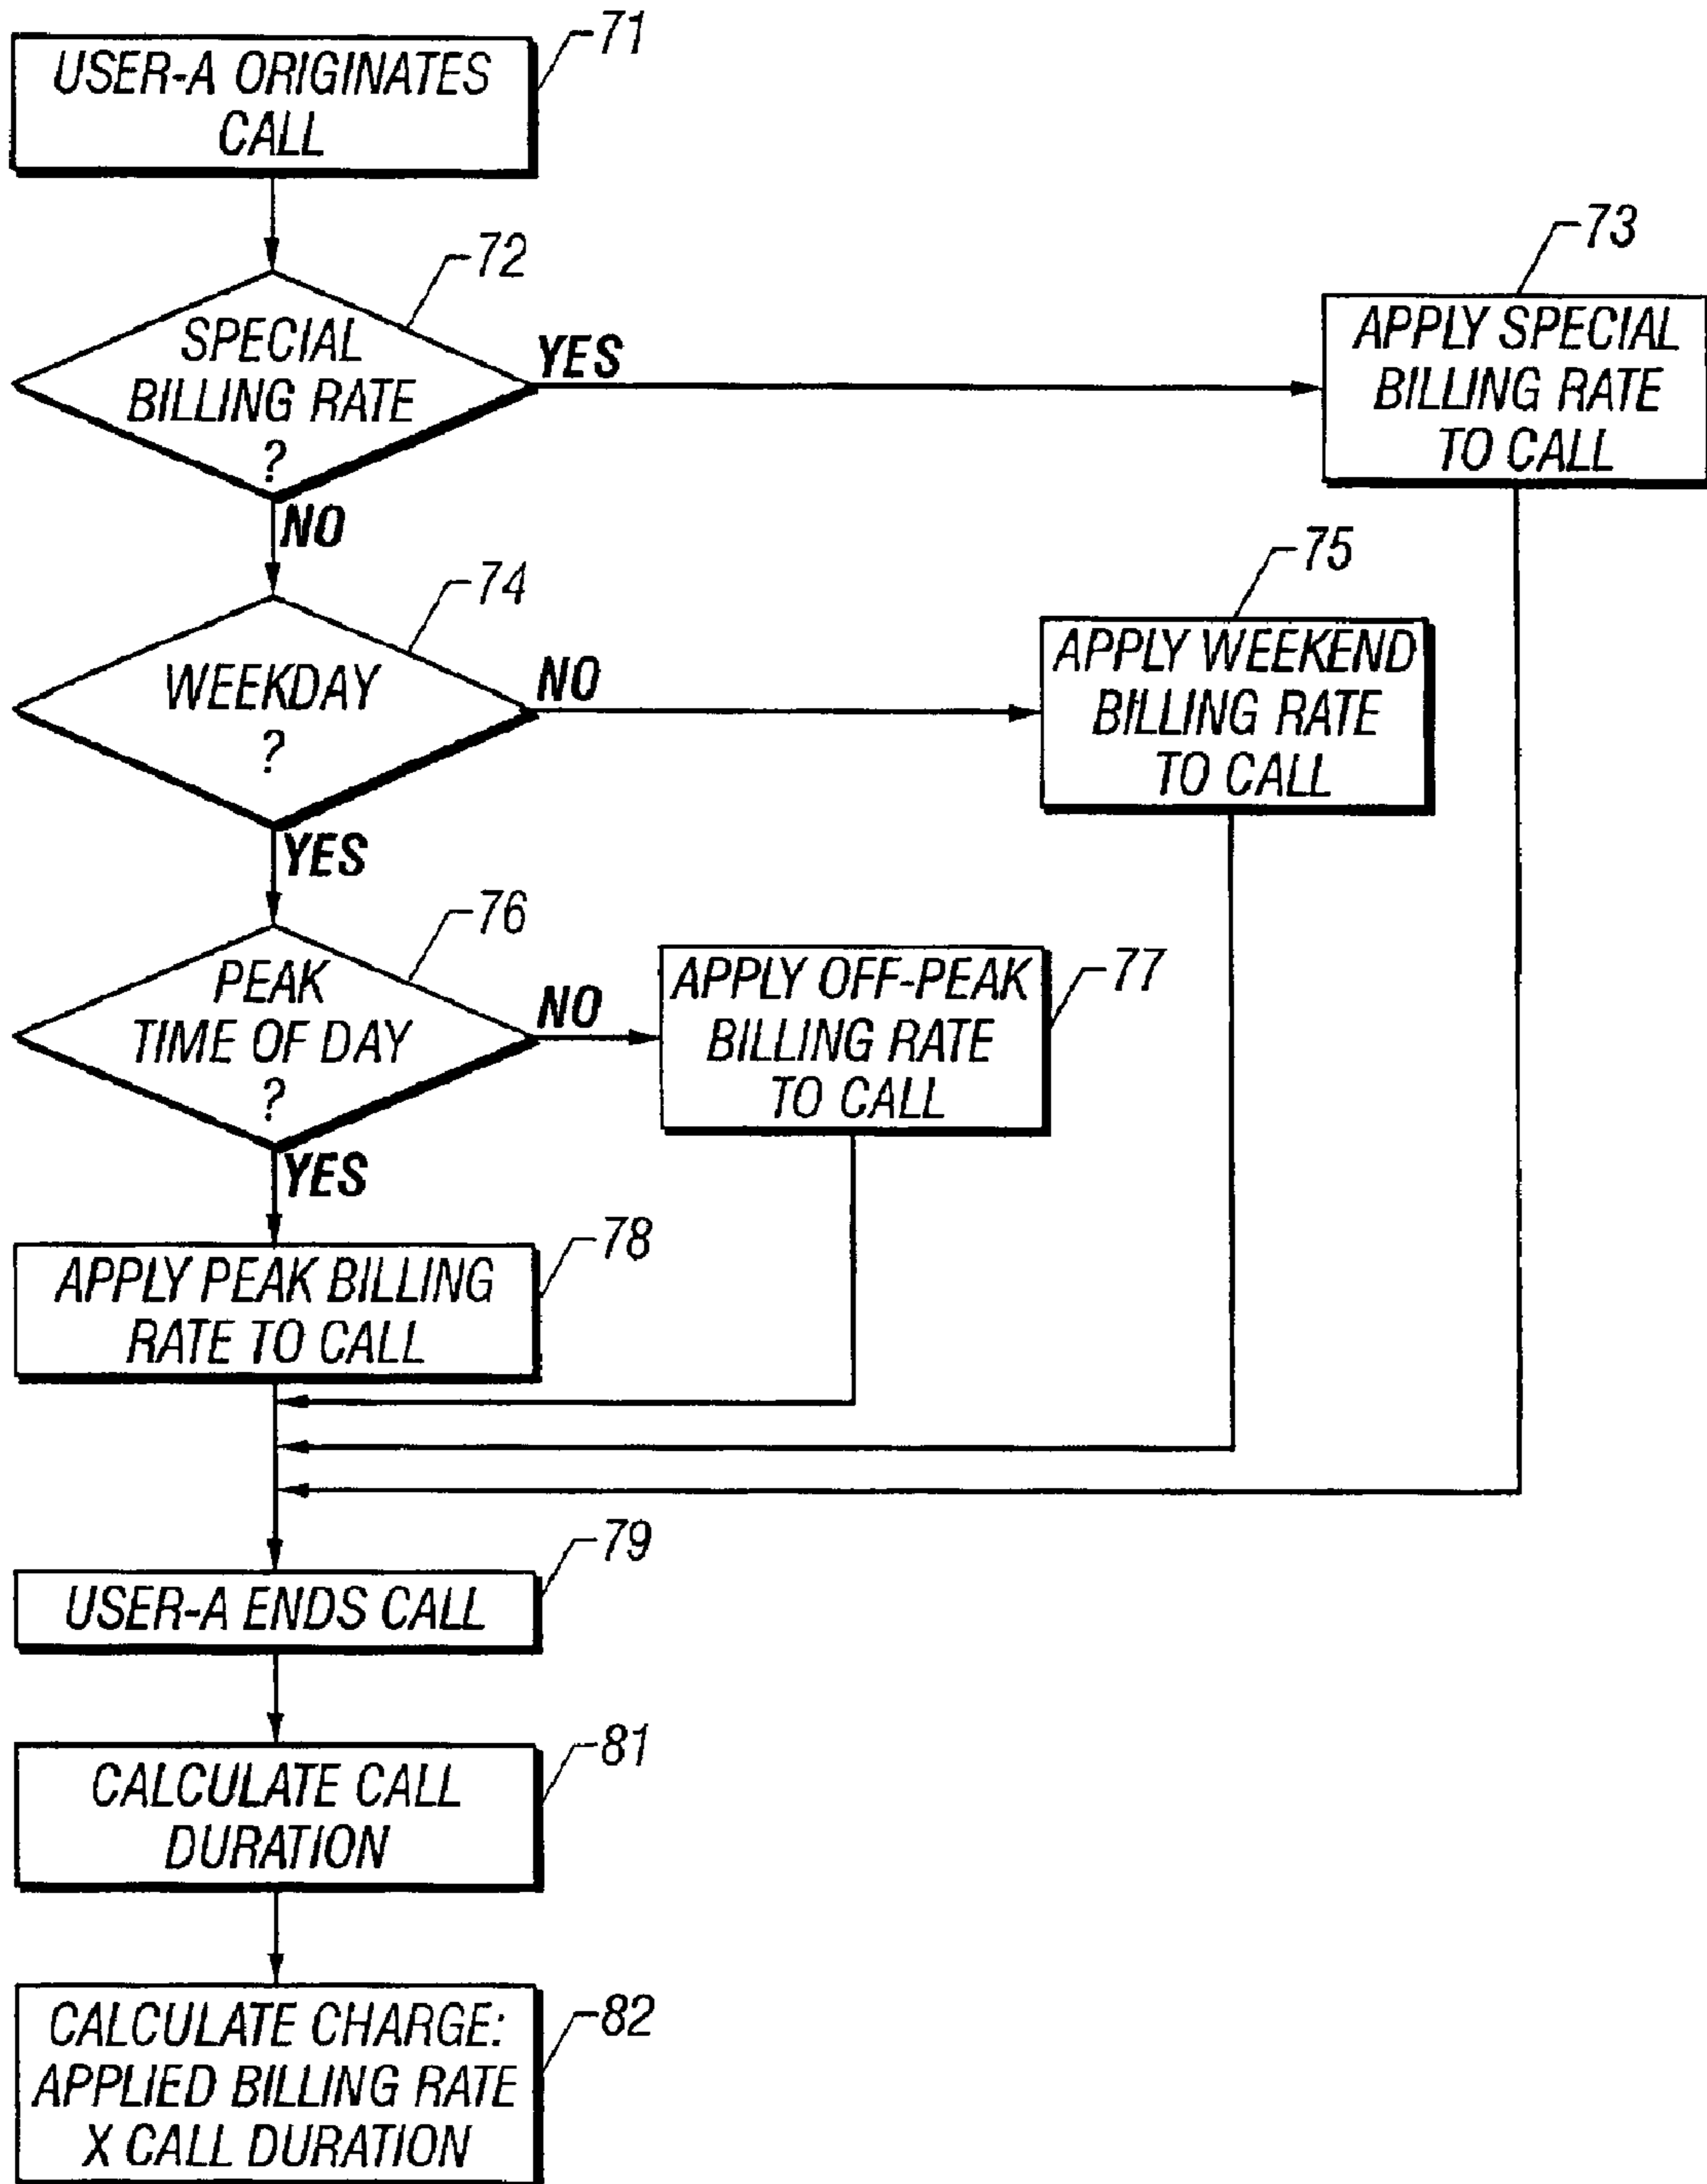 71
USER-A ORIGINATES
CALL
72
SPECIAL
BILLING RATE
?
YES
73
APPLY SPECIAL
BILLING RATE
TO CALL
NO
74
WEEKDAY
?
NO
75
APPLY WEEKEND
BILLING RATE
TO CALL
YES
76
PEAK
TIME OF DAY
?
NO
77
APPLY OFF-PEAK
BILLING RATE
TO CALL
YES
78
APPLY PEAK BILLING
RATE TO CALL
79
USER-A ENDS CALL
81
CALCULATE CALL
DURATION
82
CALCULATE CHARGE:
APPLIED BILLING RATE
X CALL DURATION